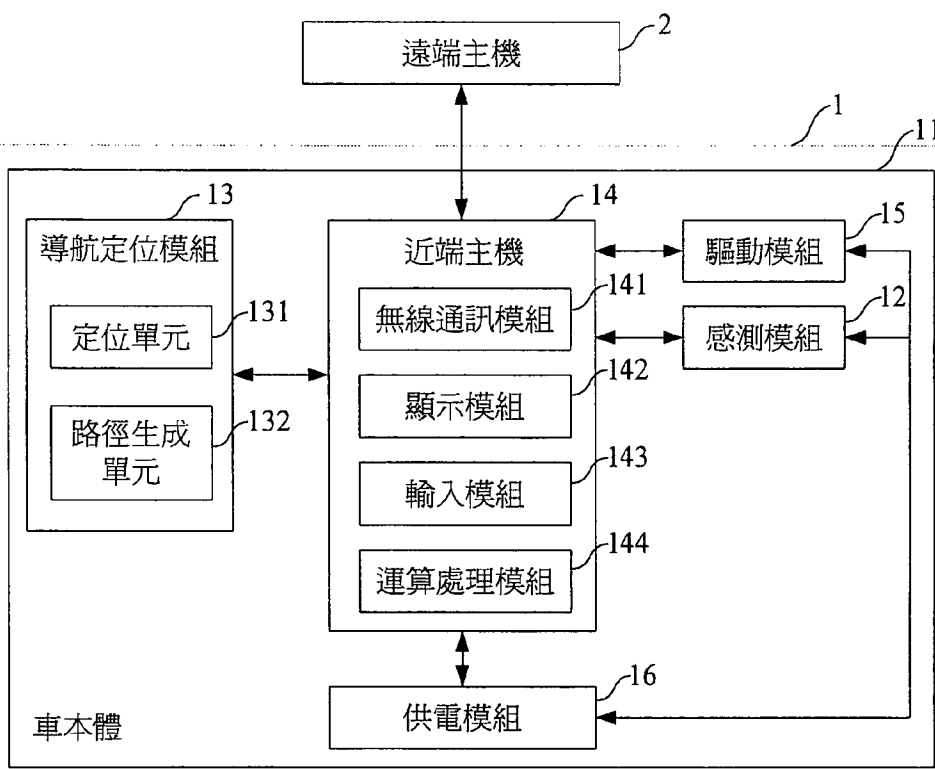 2
遠端主機
1
11
13
導航定位模組
131
定位單元
132
路徑生成
單元
14
近端主機
141
無線通訊模組
142
顯示模組
143
輸入模組
144
運算處理模組
15
驅動模組
12
感測模組
16
供電模組
車本體